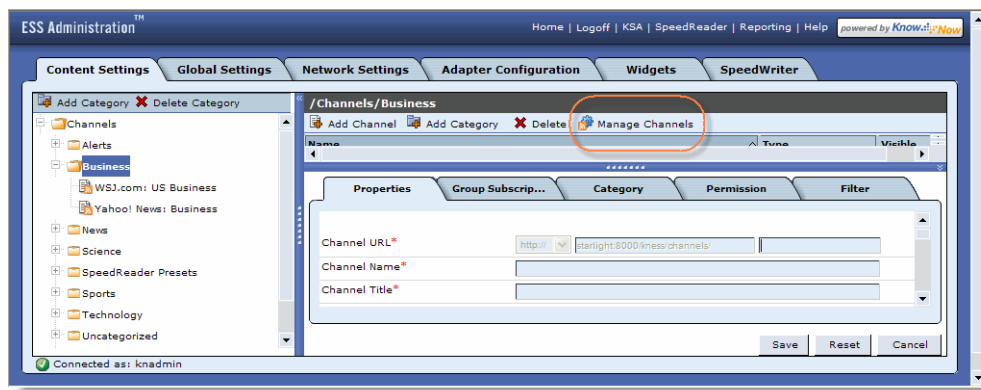 ESS Administration™
Home | Logoff | KSA | SpeedReader | Reporting | Help
powered by Know Now
Content Settings Global Settings Network Settings Adapter Configuration Widgets SpeedWriter
Add Category Delete Category
Channels
Alerts
Business
WSJ.com: US Business
Yahoo! News: Business
News
Science
SpeedReader Presets
Sports
Technology
Uncategorized
/Channels/Business
Add Channel Add Category Delete Manage Channels
Name Type Visible
Properties Group Subscrip... Category Permission Filter
Channel URL* http:// starlight:8000/kness/channels/
Channel Name*
Channel Title*
Save Reset Cancel
Connected as: knadmin